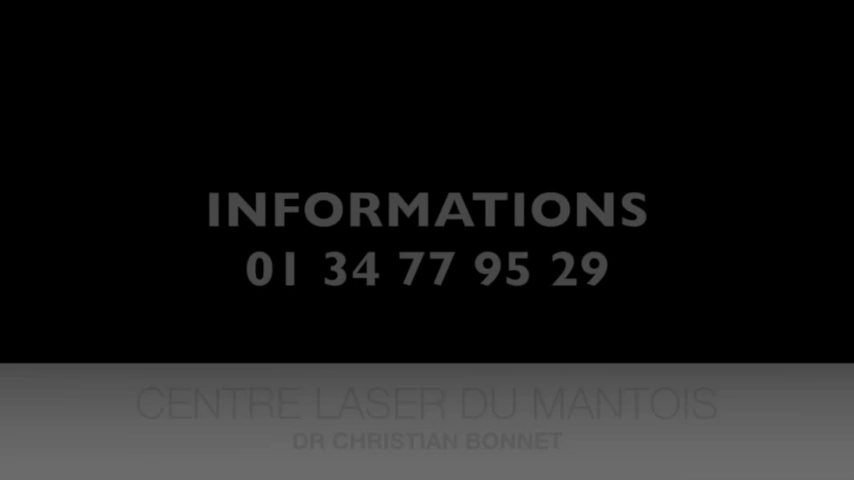 INFORMATIONS
01 34 77 95 29
CENTRE LASER DU MANTOIS
DR CHRISTIAN BONNET